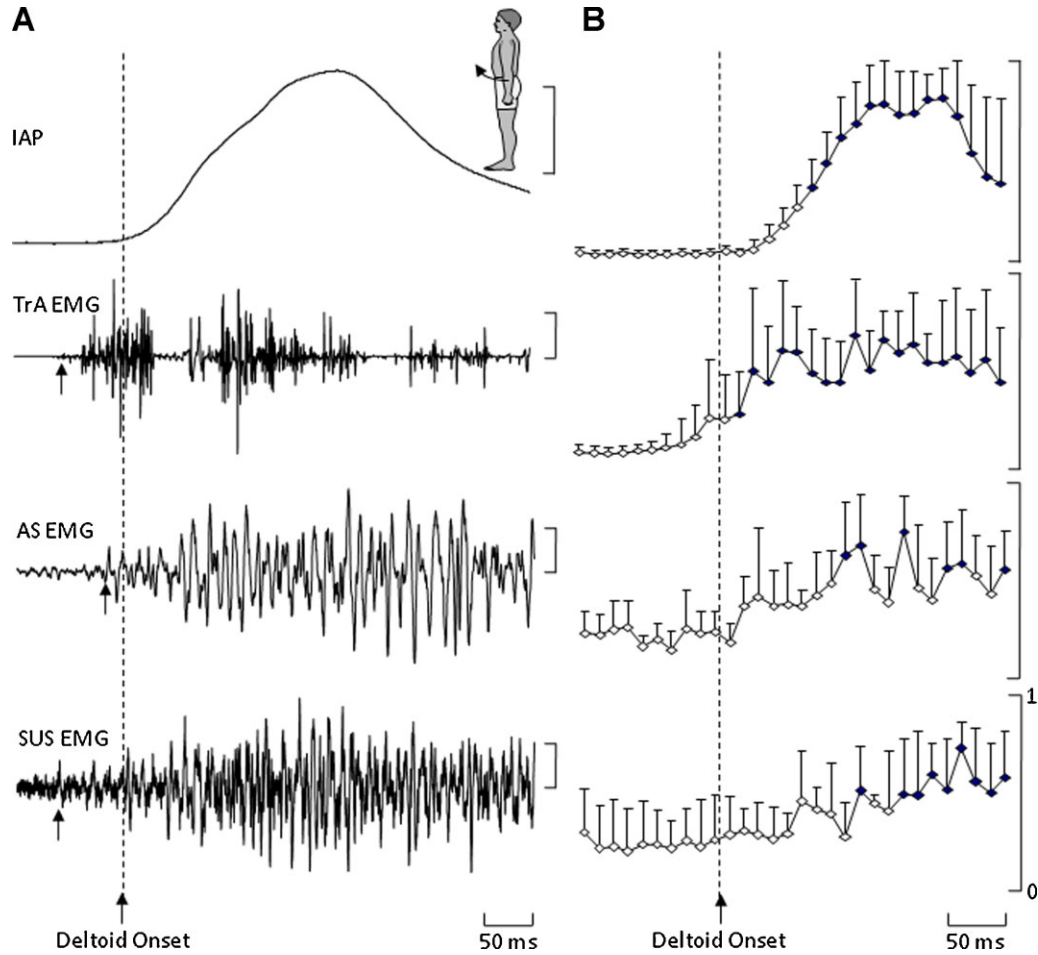 A
B
IAP
TrA EMG
AS EMG
SUS EMG
1
0
Deltoid Onset
50 ms
Deltoid Onset
50 ms